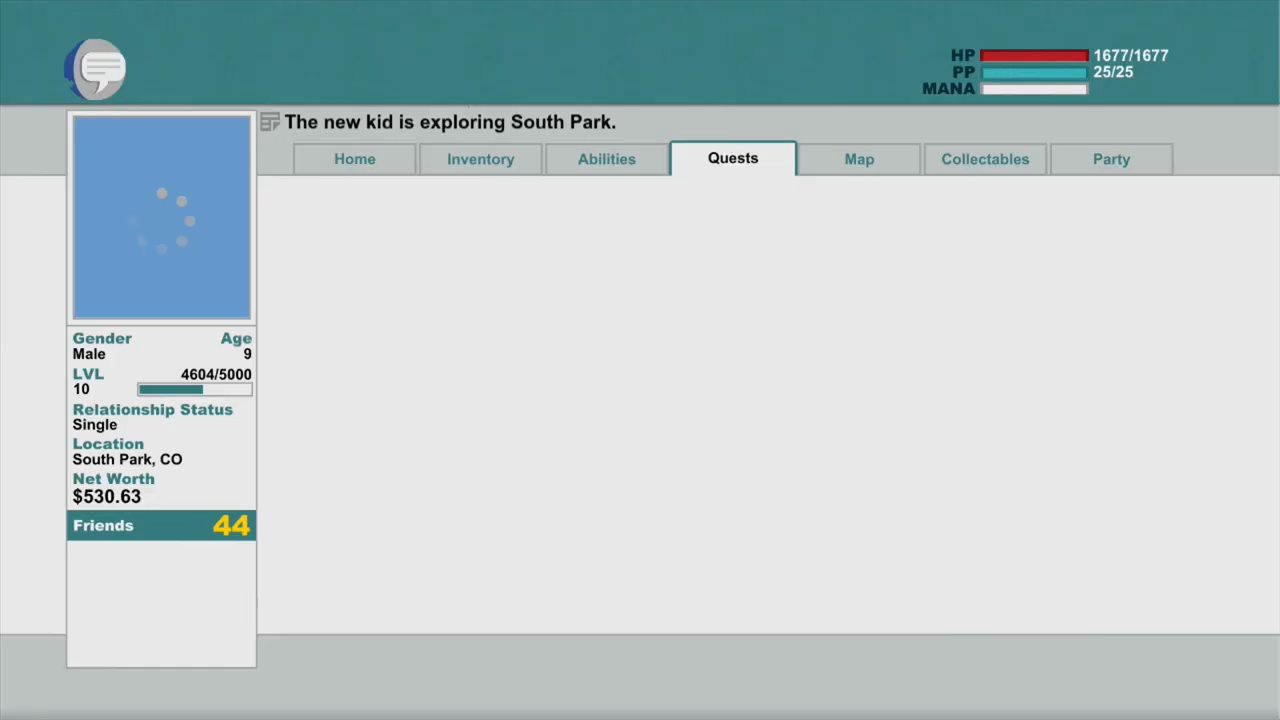 HP 1677/1677
PP 25/25
MANA
The new kid is exploring South Park.
Home Inventory Abilities Quests Map Collectables Party
Gender Age
Male 9
LVL 4604/5000
10
Relationship Status
Single
Location
South Park, CO
Net Worth
$530.63
Friends 44